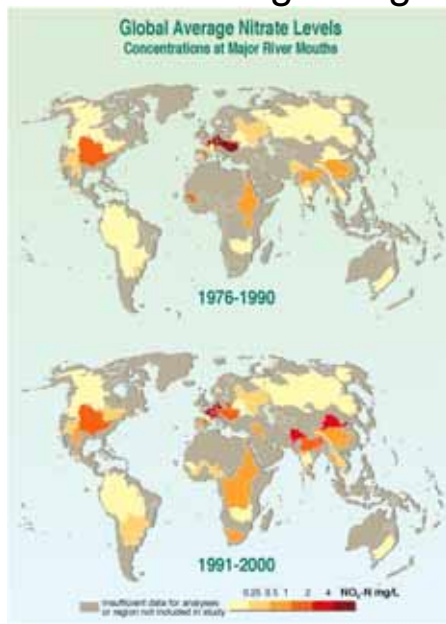 Global Average Nitrate Levels
Concentrations at Major River Mouths
1976-1990
1991-2000
Insufficient data for analyses
or region not included in study
0.25 0.5 1 2 4 NO₃-N mg/L